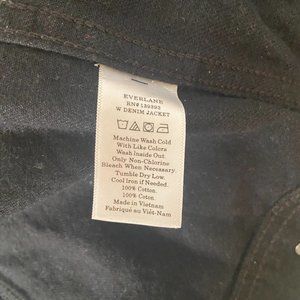 EVERLANE
RN# 139393
W DENIM JACKET
Machine Wash Cold
With Like Colors
Wash Inside Out.
Only Non-Chlorine
Bleach When Necessary.
Tumble Dry Low.
Cool Iron if Needed.
100% Cotton.
100% Coton.
Made in Vietnam
Fabriqué au Viêt-Nam